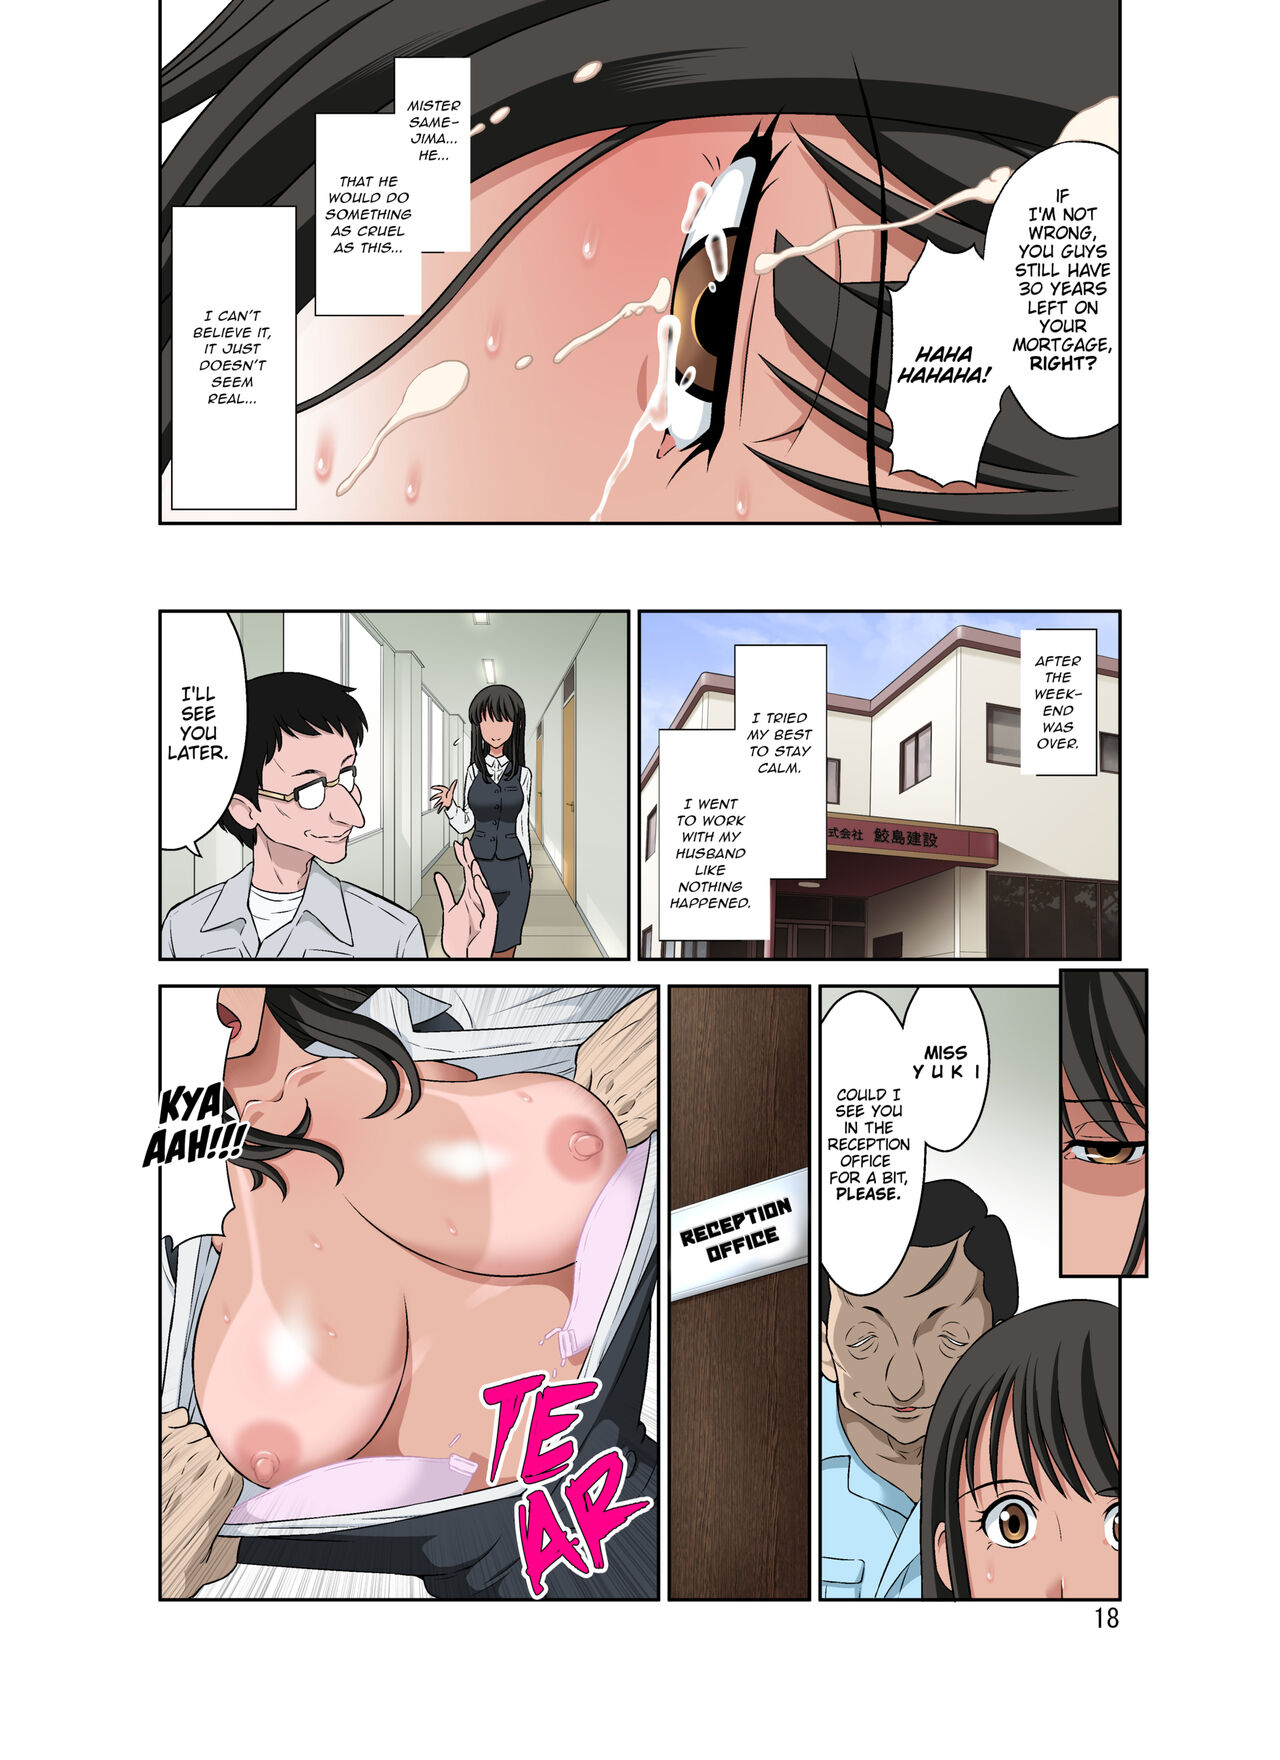 IF
I'M NOT
WRONG,
YOU GUYS
STILL HAVE
30 YEARS
LEFT ON
YOUR
MORTGAGE,
RIGHT?
HAHA
HAHAHA!
MISTER
SAME-
JIMA...
HE...
THAT HE
WOULD DO
SOMETHING
AS CRUEL
AS THIS...
I CAN'T
BELIEVE IT,
IT JUST
DOESN'T
SEEM
REAL...
AFTER
THE
WEEK-
END WAS
OVER.
I TRIED
MY BEST
TO STAY
CALM.
I WENT
TO WORK
WITH MY
HUSBAND
LIKE
NOTHING
HAPPENED.
式会社 鮫島建設
I'LL
SEE
YOU
LATER.
MISS
YUKI
COULD I
SEE YOU
IN THE
RECEPTION
OFFICE
FOR A BIT,
PLEASE.
RECEPTION
OFFICE
KYA
AAH!!!
TE
AR
18